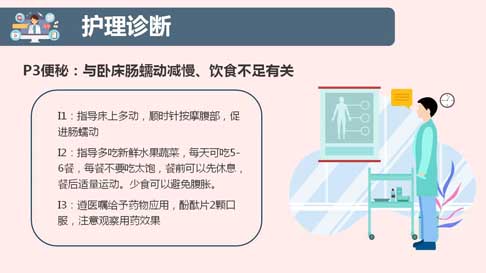 护理诊断
P3便秘：与卧床肠蠕动减慢、饮食不足有关
I1：指导床上多动，顺时针按摩腹部，促
进肠蠕动
I2：指导多吃新鲜水果蔬菜，每天可吃5-
6餐，每餐不要吃太饱，餐前可以先休息，
餐后适量运动。少食可以避免腹胀。
I3：遵医嘱给予药物应用，酚酞片2颗口
服，注意观察用药效果